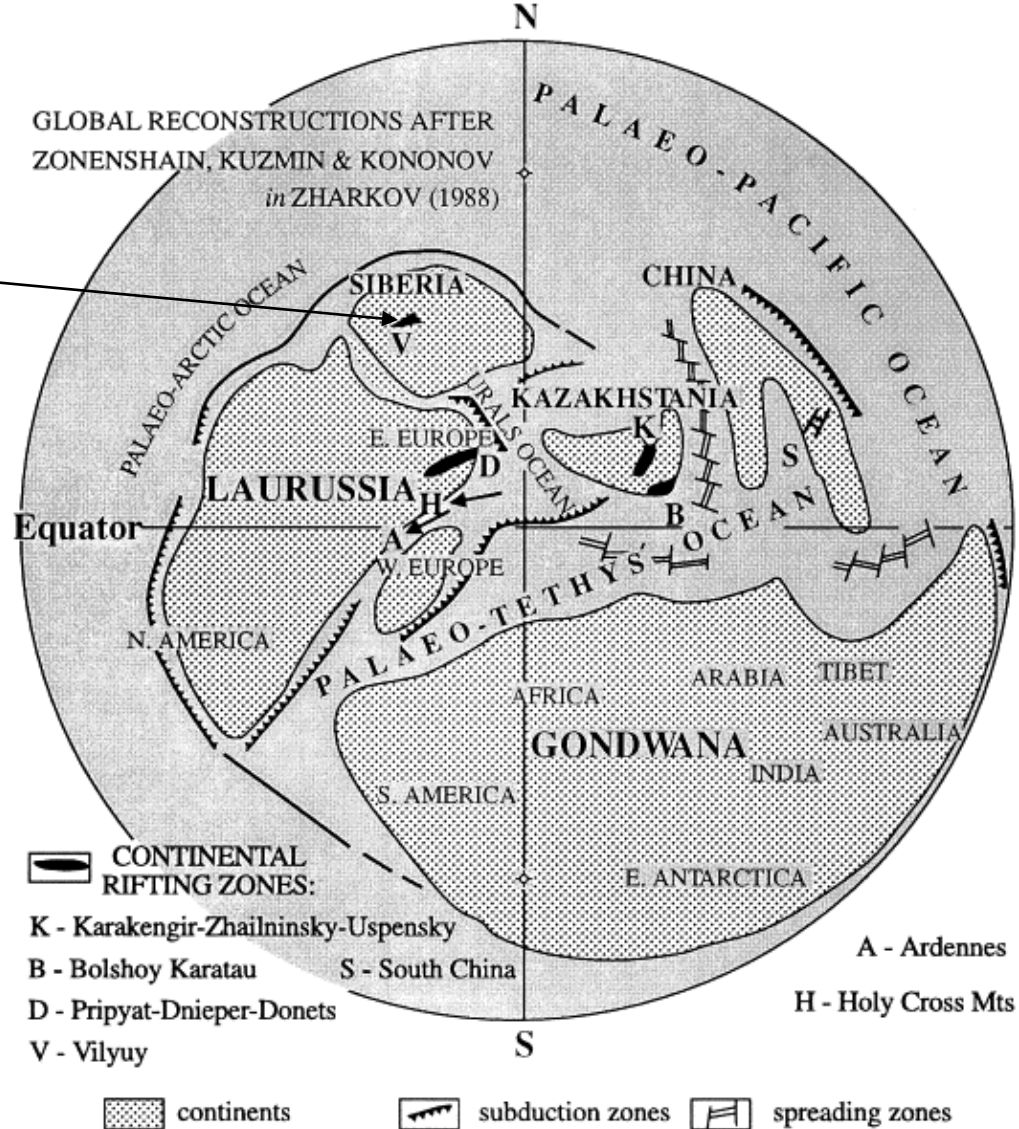 N
PALAEO-PACIFIC OCEAN
GLOBAL RECONSTRUCTIONS AFTER
ZONENSHAIN, KUZMIN & KONONOV
in ZHARKOV (1988)
PALAEO-ARCTIC OCEAN
SIBERIA
CHINA
V
URALS OCEAN
KAZAKHSTANIA
K
E. EUROPE
D
S
LAURUSSIA
H
B
Equator
A
W. EUROPE
PALAEO-TETHYS' OCEAN
N. AMERICA
AFRICA
ARABIA
TIBET
GONDWANA
AUSTRALIA
INDIA
S. AMERICA
E. ANTARCTICA
CONTINENTAL
RIFTING ZONES:
K - Karakengir-Zhailninsky-Uspensky
B - Bolshoy Karatau
S - South China
D - Pripyat-Dnieper-Donets
V - Vilyuy
A - Ardennes
H - Holy Cross Mts
S
continents
subduction zones
spreading zones